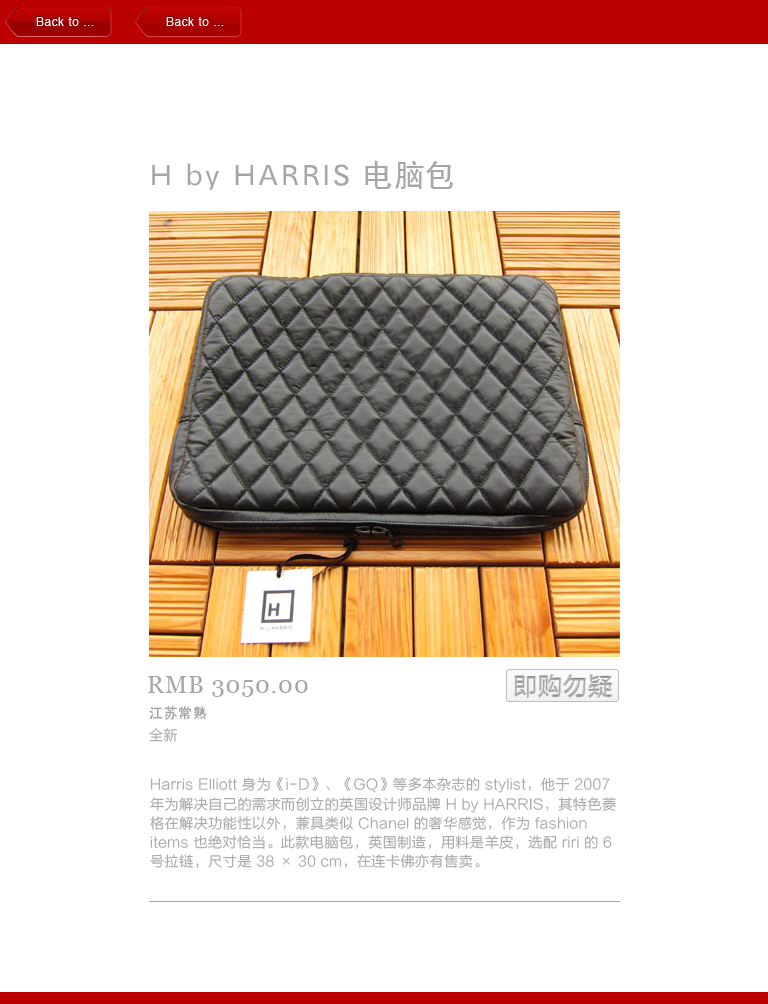 Back to ...
Back to ...
H by HARRIS 电脑包
H
H by HARRIS
RMB 3050.00
即购勿疑
江苏常熟
全新
Harris Elliott 身为《i-D》、《GQ》等多本杂志的 stylist，他于 2007
年为解决自己的需求而创立的英国设计师品牌 H by HARRIS，其特色菱
格在解决功能性以外，兼具类似 Chanel 的奢华感觉，作为 fashion
items 也绝对恰当。此款电脑包，英国制造，用料是羊皮，选配 riri 的 6
号拉链，尺寸是 38 × 30 cm，在连卡佛亦有售卖。